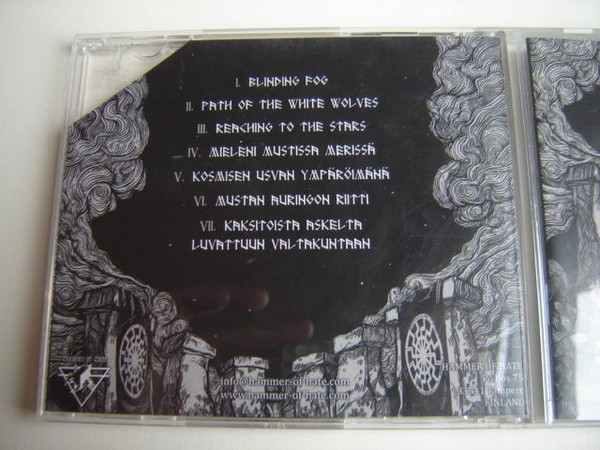 I. BLINDING FOG
II. PATH OF THE WHITE WOLVES
III. REACHING TO THE STARS
IV. MIELENI MUSTISSA MERISSÄ
V. KOSMISEN USVAN YMPÄRÖIMÄNÄ
VI. MUSTAN AURINGON RIITTI
VII. KAKSITOISTA ASKELTA
LUVATTUUN VALTAKUNTAAN
info@hammer-of-hate.com
www.hammer-of-hate.com
HAMMER OF HATE
Box 75
FINLAND